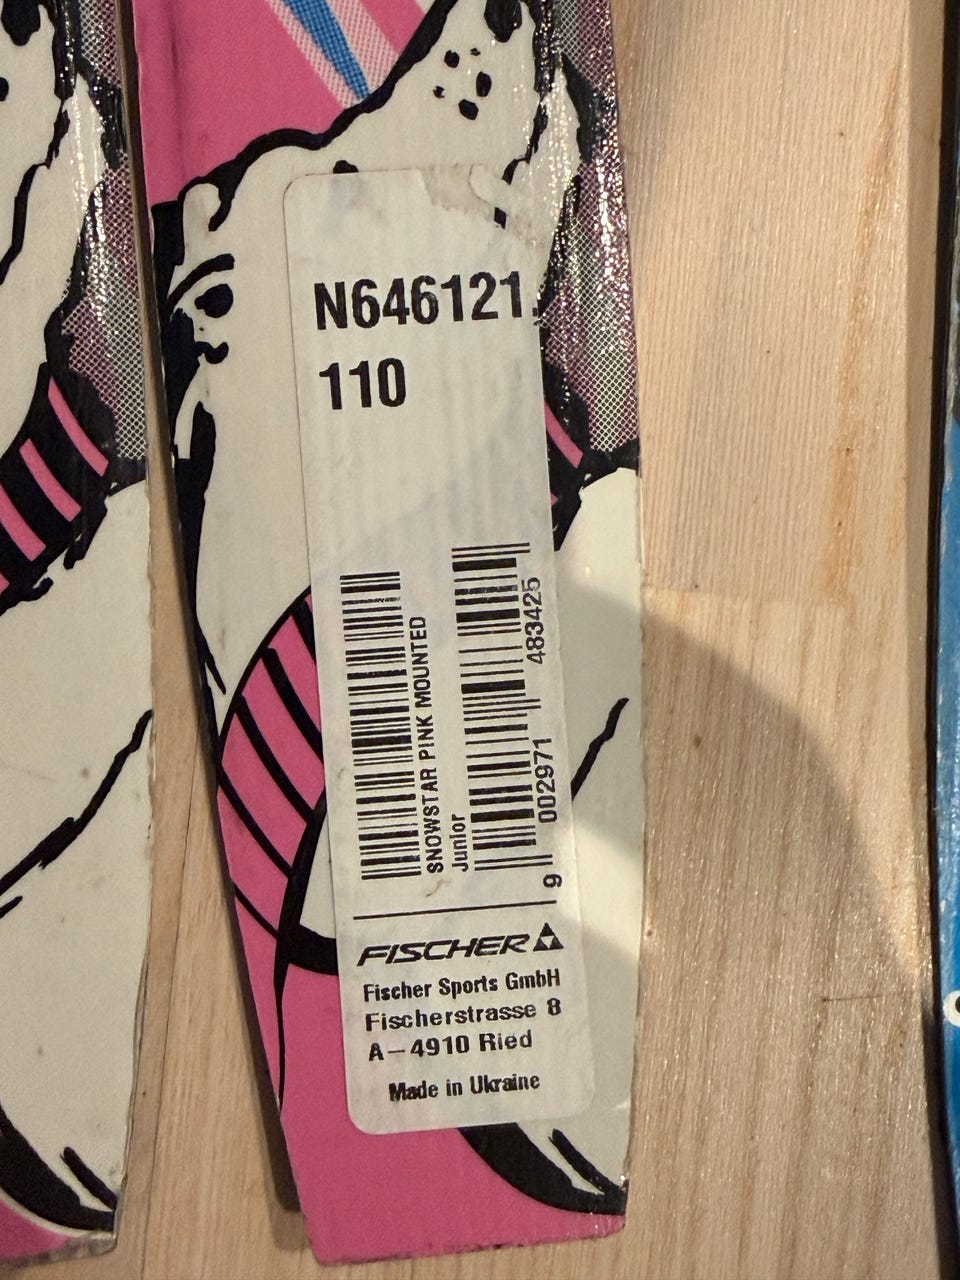 N646121.
110
SNOWSTAR PINK MOUNTED
Junior
9 002971 483425
FISCHER
Fischer Sports GmbH
Fischerstrasse 8
A-4910 Ried
Made in Ukraine